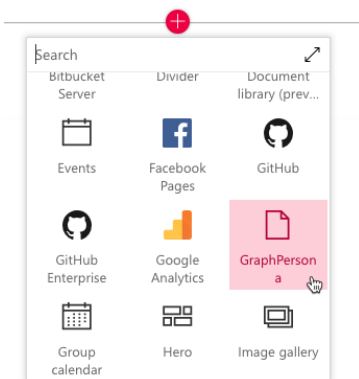 Search
Bitbucket Server
Divider
Document library (prev...
Events
Facebook Pages
GitHub
GitHub Enterprise
Google Analytics
GraphPerson
a
Group calendar
Hero
Image gallery